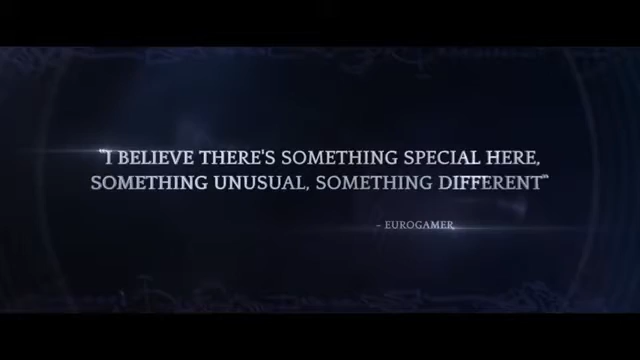 "I BELIEVE THERE'S SOMETHING SPECIAL HERE,
SOMETHING UNUSUAL, SOMETHING DIFFERENT"
- EUROGAMER